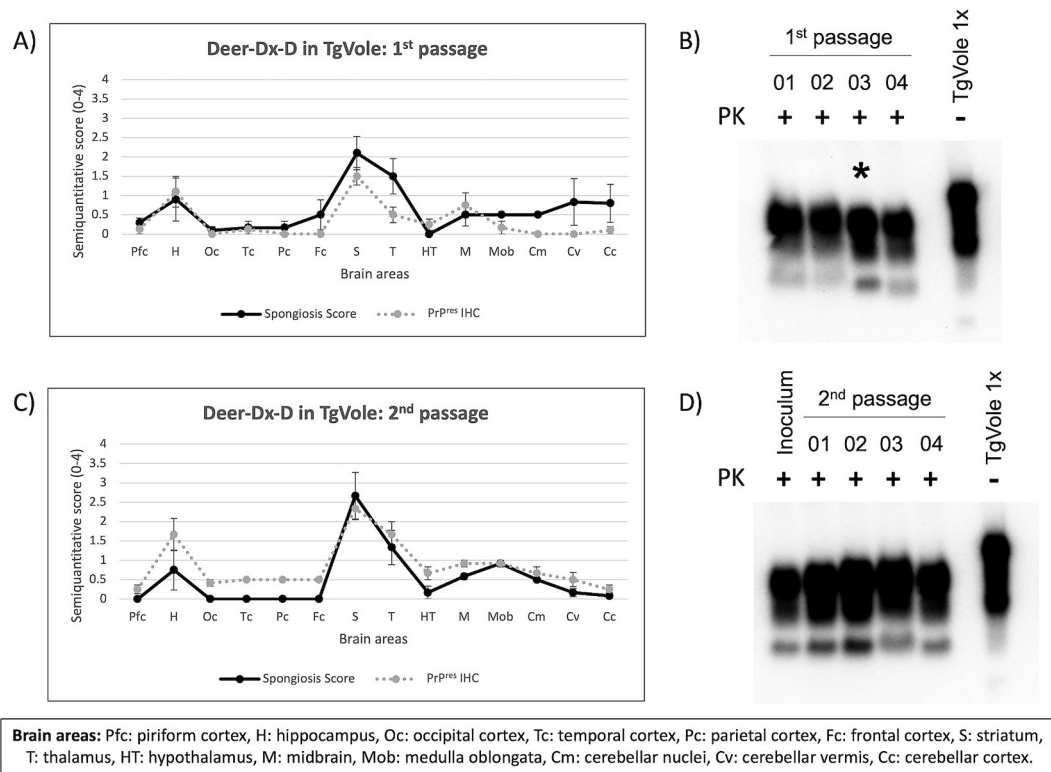 A)
Deer-Dx-D in TgVole: 1st passage
Semiquantitative score (0-4)
4
3.5
3
2.5
2
1.5
1
0.5
0
Pfc H Oc Tc Pc Fc S T HT M Mob Cm Cv Cc
Brain areas
Spongiosis Score PrPres IHC
B)
1st passage
TgVole 1x
01 02 03 04
PK + + + + -
*
C)
Deer-Dx-D in TgVole: 2nd passage
Semiquantitative score (0-4)
4
3.5
3
2.5
2
1.5
1
0.5
0
Pfc H Oc Tc Pc Fc S T HT M Mob Cm Cv Cc
Brain areas
Spongiosis Score PrPres IHC
D)
Inoculum
2nd passage
TgVole 1x
01 02 03 04
PK + + + + + -
Brain areas: Pfc: piriform cortex, H: hippocampus, Oc: occipital cortex, Tc: temporal cortex, Pc: parietal cortex, Fc: frontal cortex, S: striatum,
T: thalamus, HT: hypothalamus, M: midbrain, Mob: medulla oblongata, Cm: cerebellar nuclei, Cv: cerebellar vermis, Cc: cerebellar cortex.